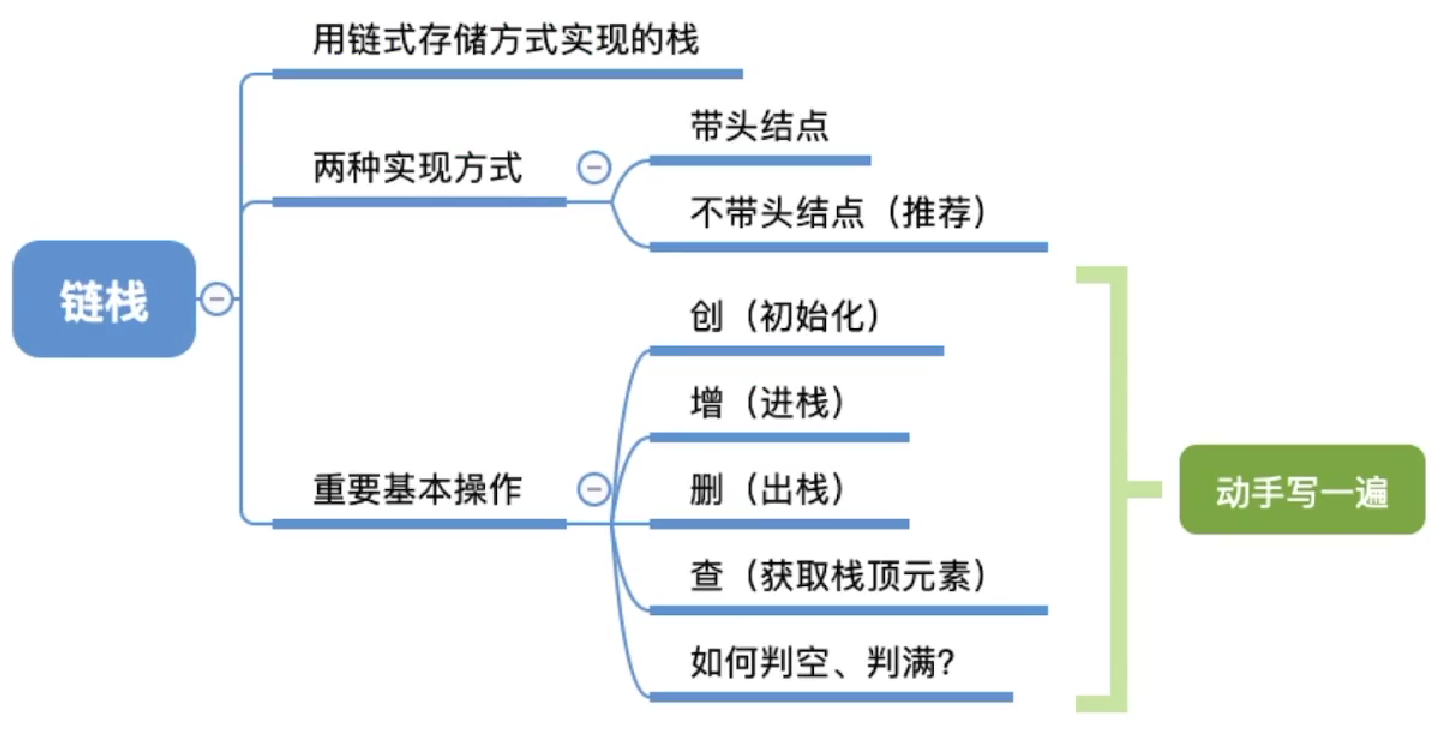 用链式存储方式实现的栈
带头结点
两种实现方式
不带头结点（推荐）
链栈
创（初始化）
增（进栈）
重要基本操作
删（出栈）
动手写一遍
查（获取栈顶元素）
如何判空、判满?